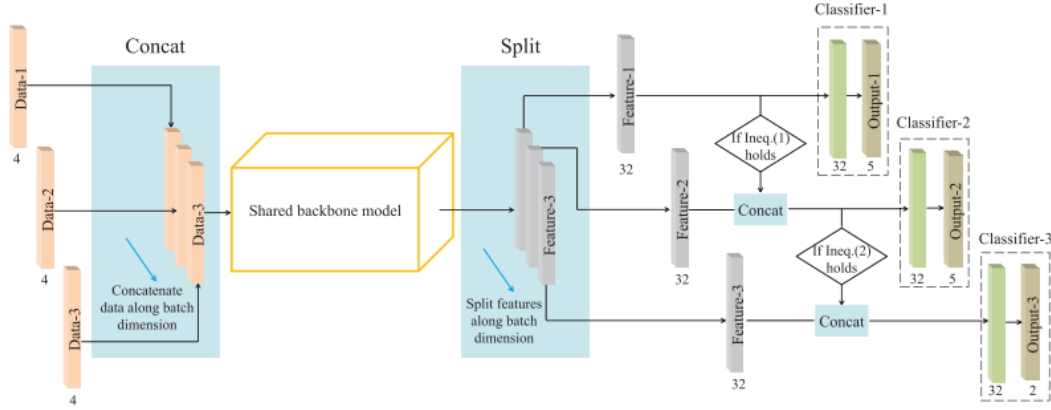 Classifier-1
Concat
Split
Data-1
4
Feature-1
32
32
Output-1
5
If Ineq.(1)
holds
Classifier-2
Data-2
4
Data-3
Shared backbone model
Feature-3
Feature-2
32
Concat
32
Output-2
5
If Ineq.(2)
holds
Classifier-3
Concatenate
data along batch
dimension
Split features
along batch
dimension
Data-3
4
Feature-3
32
Concat
32
Output-3
2